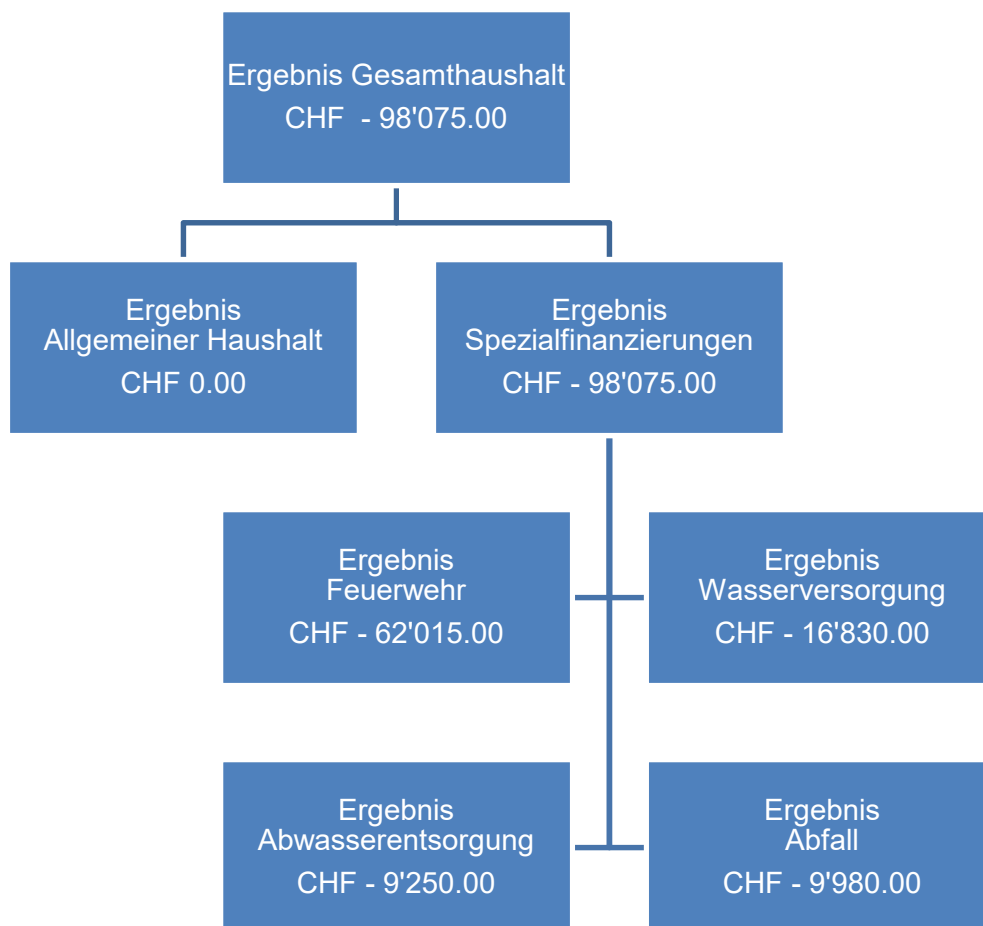 Ergebnis Gesamthaushalt
CHF  - 98'075.00
Ergebnis
Allgemeiner Haushalt
CHF 0.00
Ergebnis
Spezialfinanzierungen
CHF - 98'075.00
Ergebnis
Feuerwehr
CHF - 62'015.00
Ergebnis
Wasserversorgung
CHF - 16'830.00
Ergebnis
Abwasserentsorgung
CHF - 9'250.00
Ergebnis
Abfall
CHF - 9'980.00